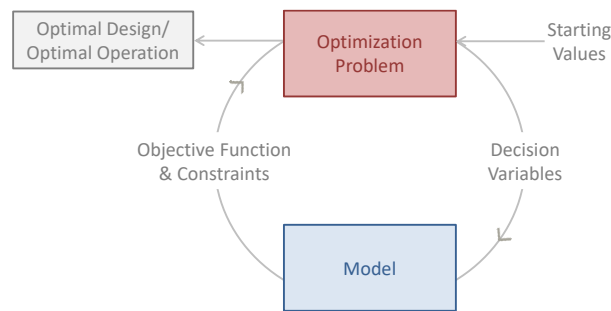 Optimal Design/
Optimal Operation
Optimization
Problem
Starting
Values
Objective Function
& Constraints
Decision
Variables
Model